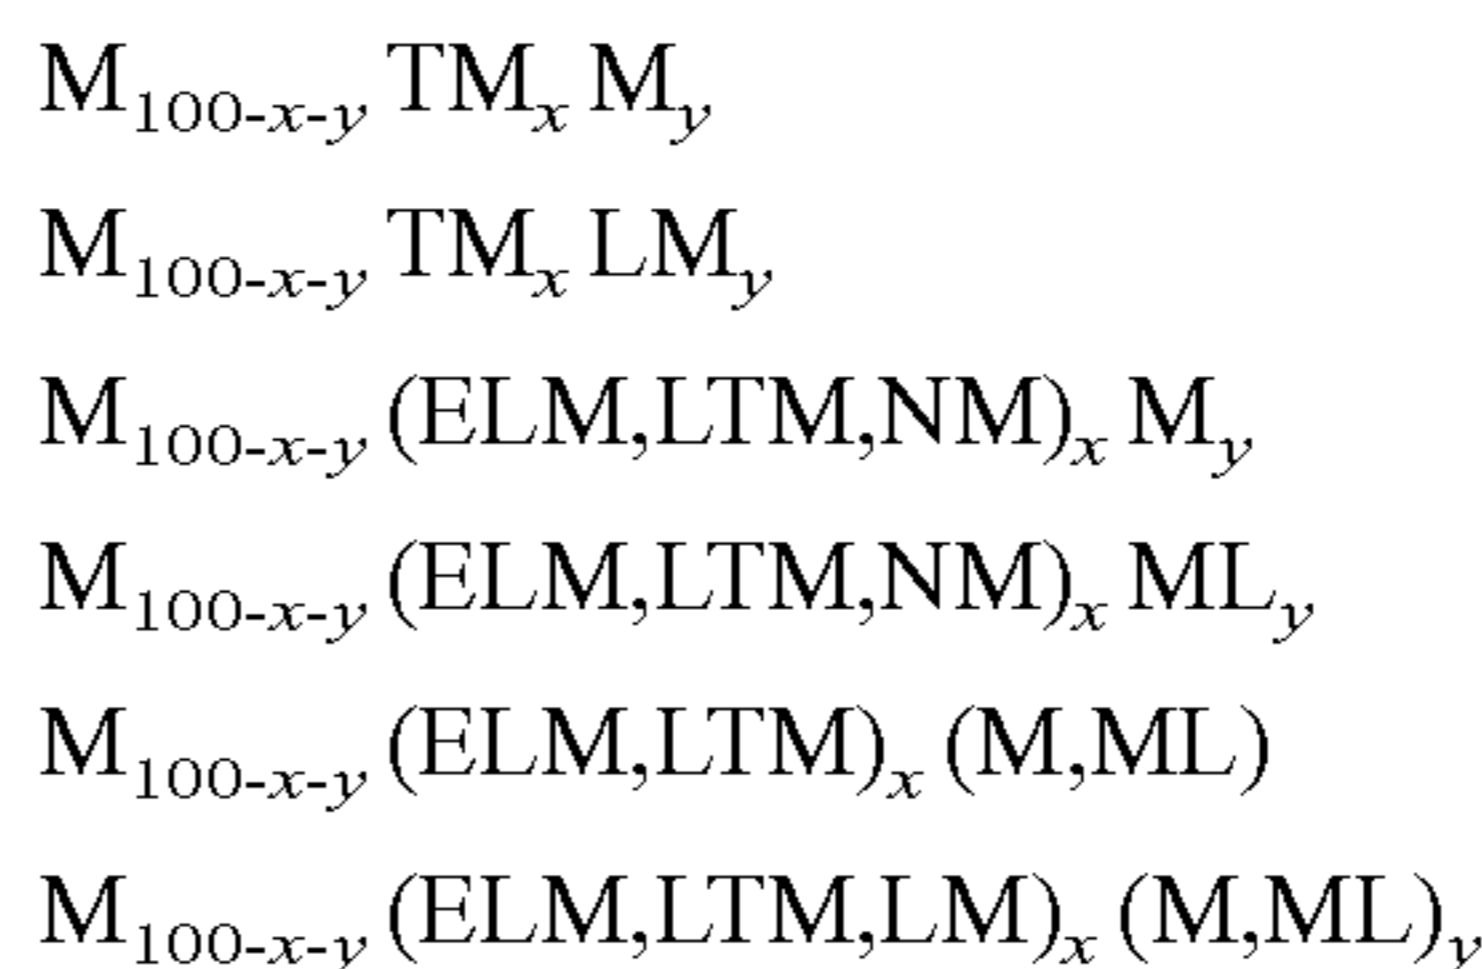 M100-x-y TMx My
M100-x-y TMx LMy
M100-x-y (ELM,LTM,NM)x My
M100-x-y (ELM,LTM,NM)x MLy
M100-x-y (ELM,LTM)x (M,ML)
M100-x-y (ELM,LTM,LM)x (M,ML)y